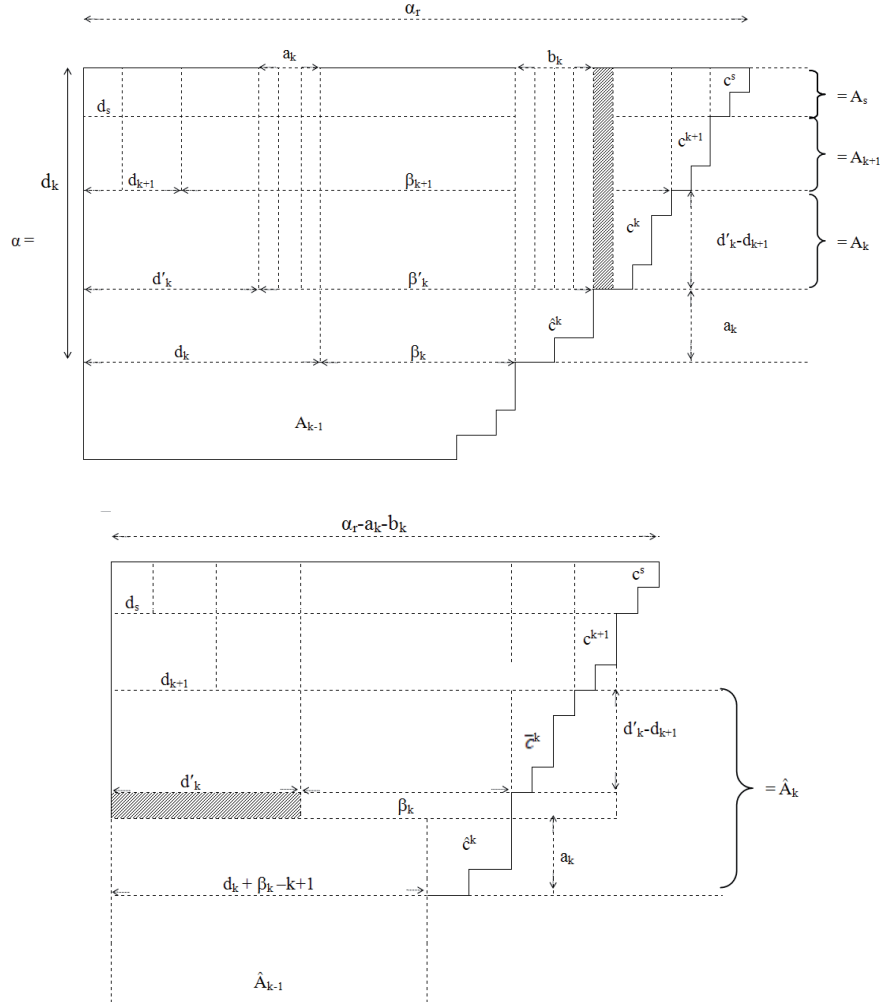 αr
ak bk
cs
= As
ds
ck+1
= Ak+1
dk
dk+1 βk+1
α =
ck
d′k-dk+1
= Ak
d′k β′k
ĉk
ak
dk βk
Ak-1
αr-ak-bk
cs
ds
ck+1
dk+1
c̅k
d′k-dk+1
d′k
= Âk
βk
ĉk
ak
dk + βk –k+1
Âk-1